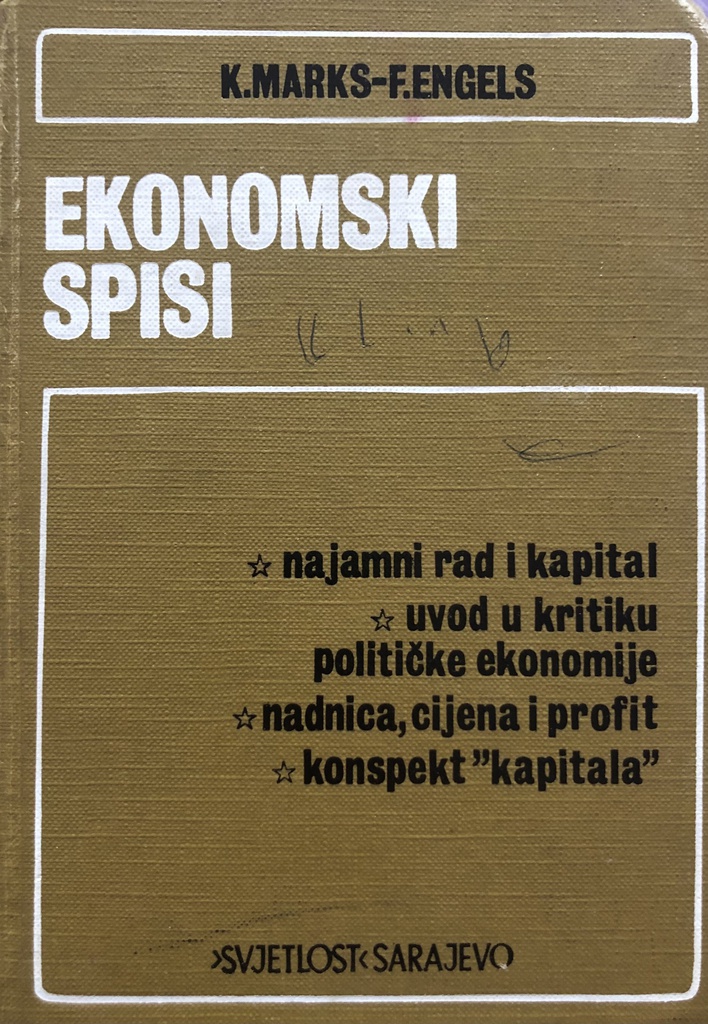 K.MARKS-F.ENGELS
EKONOMSKI
SPISI
☆ najamni rad i kapital
☆ uvod u kritiku
političke ekonomije
☆ nadnica, cijena i profit
☆ konspekt "kapitala"
›SVJETLOST‹ SARAJEVO